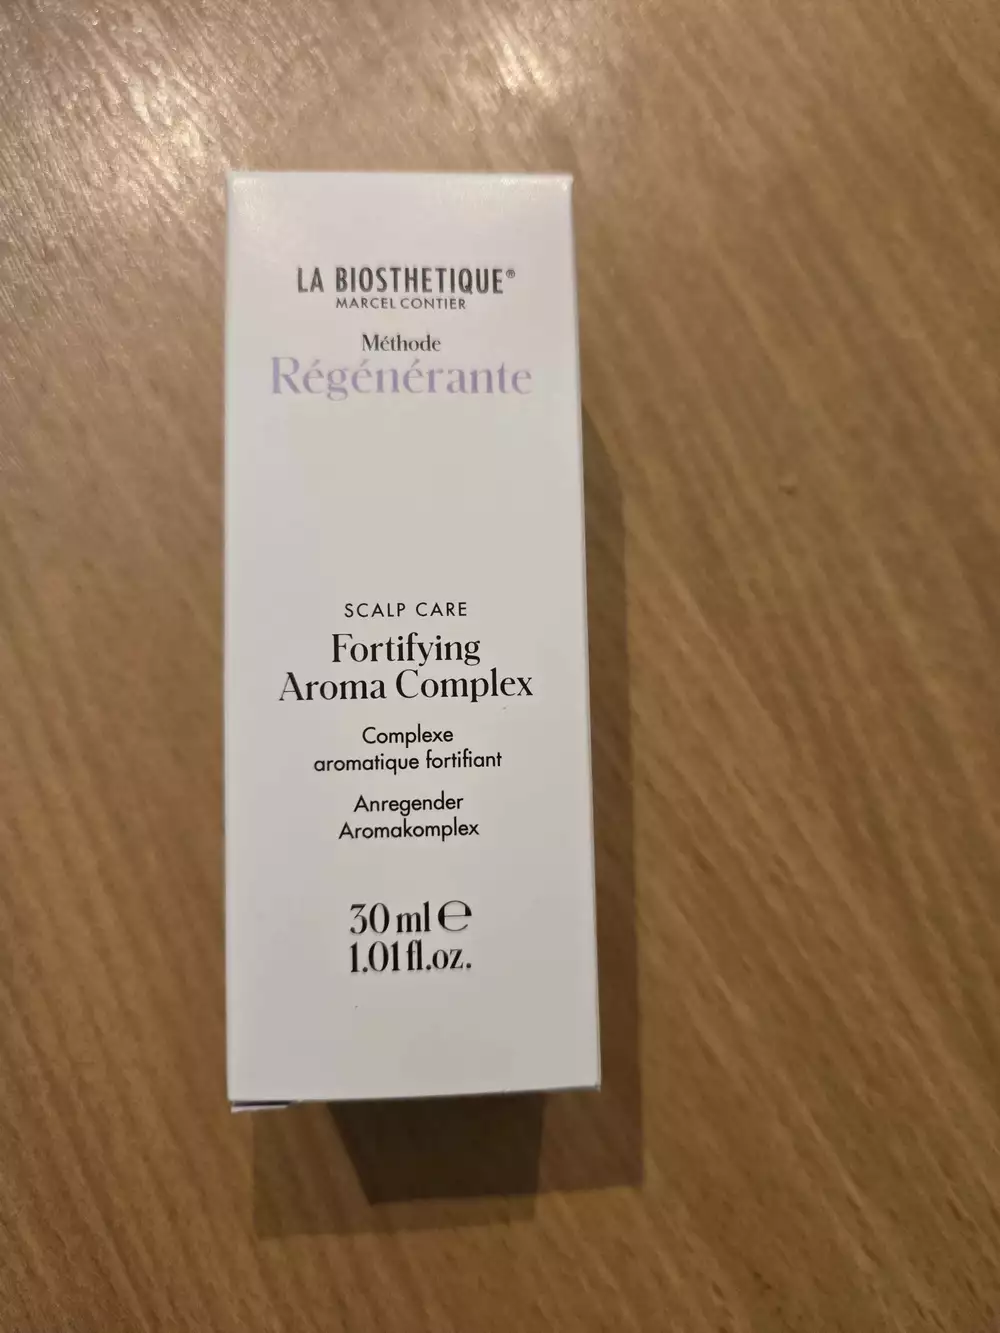 LA BIOSTHETIQUE®
MARCEL CONTIER
Méthode
Régénérante
SCALP CARE
Fortifying
Aroma Complex
Complexe
aromatique fortifiant
Anregender
Aromakomplex
30 ml ℮
1.01 fl.oz.